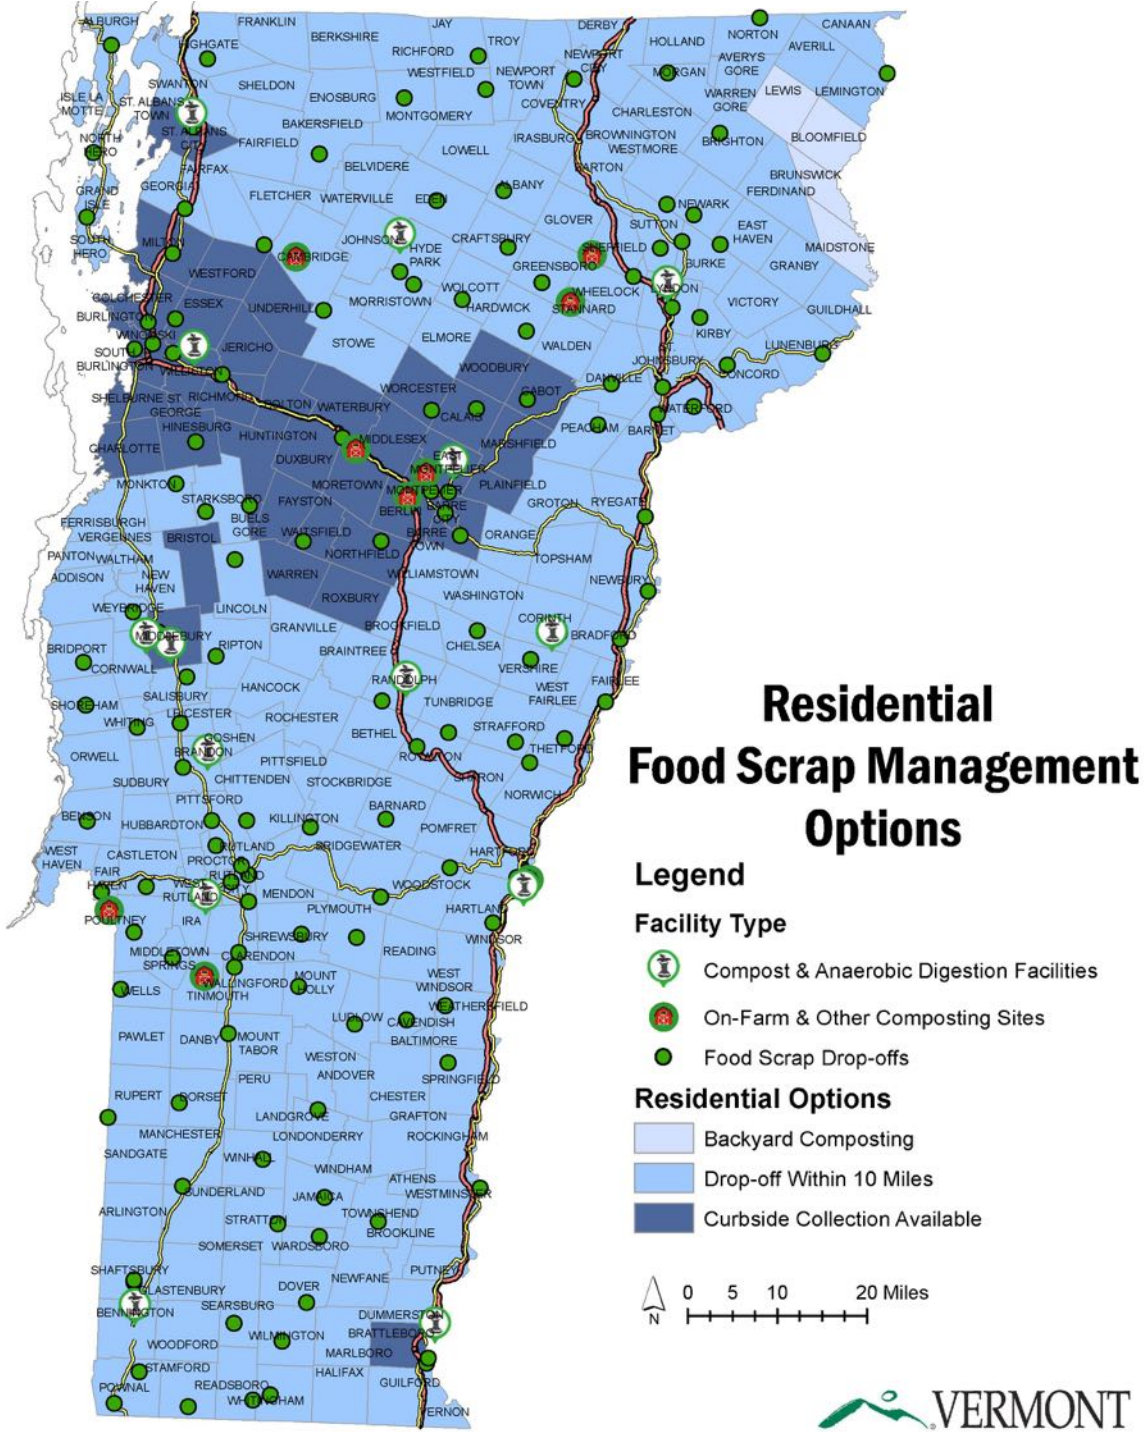 ALBURGH
FRANKLIN
BERKSHIRE
JAY
DERBY
NORTON
CANAAN
HIGHGATE
RICHFORD
TROY
HOLLAND
AVERILL
NEWPORT
CITY
AVERYS
GORE
SWANTON
SHELDON
WESTFIELD
NEWPORT
TOWN
MORGAN
LEWIS
LEMINGTON
ISLE LA
MOTTE
ST. ALBANS
TOWN
ENOSBURG
MONTGOMERY
COVENTRY
CHARLESTON
WARREN
GORE
BAKERSFIELD
ST. ALBANS
CITY
NORTH
HERO
FAIRFIELD
LOWELL
IRASBURG
BROWNINGTON
WESTMORE
BRIGHTON
BLOOMFIELD
FAIRFAX
BELVIDERE
BARTON
BRUNSWICK
GEORGIA
GRAND
ISLE
FLETCHER
WATERVILLE
EDEN
ALBANY
FERDINAND
NEWARK
GLOVER
SUTTON
EAST
HAVEN
SOUTH
HERO
MILTON
JOHNSON
HYDE
PARK
CRAFTSBURY
SHEFFIELD
MAIDSTONE
CAMBRIDGE
WESTFORD
GREENSBORO
BURKE
GRANBY
COLCHESTER
ESSEX
UNDERHILL
MORRISTOWN
WOLCOTT
WHEELOCK
LYNDON
VICTORY
HARDWICK
STANNARD
GUILDHALL
BURLINGTON
WINOOSKI
JERICHO
STOWE
ELMORE
WALDEN
KIRBY
LUNENBURG
SOUTH
BURLINGTON
WILLISTON
WOODBURY
ST.
JOHNSBURY
CONCORD
SHELBURNE
ST
GEORGE
RICHMOND
BOLTON
WATERBURY
WORCESTER
CALAIS
CABOT
DANVILLE
WATERFORD
HINESBURG
HUNTINGTON
MIDDLESEX
MARSHFIELD
PEACHAM
BARNET
CHARLOTTE
DUXBURY
EAST
MONTPELIER
MONKTON
MORETOWN
MONTPELIER
PLAINFIELD
STARKSBORO
BUELS
GORE
FAYSTON
BERLIN
BARRE
CITY
GROTON
RYEGATE
FERRISBURGH
VERGENNES
BRISTOL
WAITSFIELD
BARRE
TOWN
ORANGE
PANTON
WALTHAM
NORTHFIELD
TOPSHAM
ADDISON
NEW
HAVEN
WARREN
WILLIAMSTOWN
NEWBURY
ROXBURY
WASHINGTON
WEYBRIDGE
LINCOLN
GRANVILLE
BROOKFIELD
CORINTH
BRADFORD
MIDDLEBURY
RIPTON
BRIDPORT
CORNWALL
BRAINTREE
CHELSEA
VERSHIRE
SALISBURY
HANCOCK
RANDOLPH
WEST
FAIRLEE
FAIRLEE
SHOREHAM
WHITING
LEICESTER
ROCHESTER
TUNBRIDGE
STRAFFORD
BETHEL
THETFORD
GOSHEN
BRANDON
ORWELL
PITTSFIELD
ROYALTON
SUDBURY
CHITTENDEN
STOCKBRIDGE
SHARON
NORWICH
PITTSFORD
BARNARD
BENSON
HUBBARDTON
KILLINGTON
POMFRET
WEST
HAVEN
CASTLETON
PROCTOR
RUTLAND
BRIDGEWATER
HARTFORD
FAIR
HAVEN
WEST
RUTLAND
RUTLAND
CITY
MENDON
WOODSTOCK
POULTNEY
IRA
PLYMOUTH
HARTLAND
SHREWSBURY
WINDSOR
MIDDLETOWN
SPRINGS
CLARENDON
READING
WELLS
TINMOUTH
WALLINGFORD
MOUNT
HOLLY
WEST
WINDSOR
WEATHERSFIELD
LUDLOW
CAVENDISH
PAWLET
DANBY
MOUNT
TABOR
BALTIMORE
WESTON
ANDOVER
PERU
SPRINGFIELD
RUPERT
DORSET
LANDGROVE
CHESTER
GRAFTON
MANCHESTER
LONDONDERRY
ROCKINGHAM
SANDGATE
WINHALL
WINDHAM
ATHENS
WESTMINSTER
SUNDERLAND
JAMAICA
ARLINGTON
STRATTON
TOWNSHEND
BROOKLINE
SOMERSET
WARDSBORO
SHAFTSBURY
NEWFANE
PUTNEY
GLASTENBURY
DOVER
BENNINGTON
SEARSBURG
DUMMERSTON
WOODFORD
WILMINGTON
BRATTLEBORO
MARLBORO
STAMFORD
HALIFAX
POWNAL
READSBORO
GUILFORD
WHITINGHAM
VERNON
Residential
Food Scrap Management
Options
Legend
Facility Type
Compost & Anaerobic Digestion Facilities
On-Farm & Other Composting Sites
Food Scrap Drop-offs
Residential Options
Backyard Composting
Drop-off Within 10 Miles
Curbside Collection Available
N
0 5 10 20 Miles
VERMONT